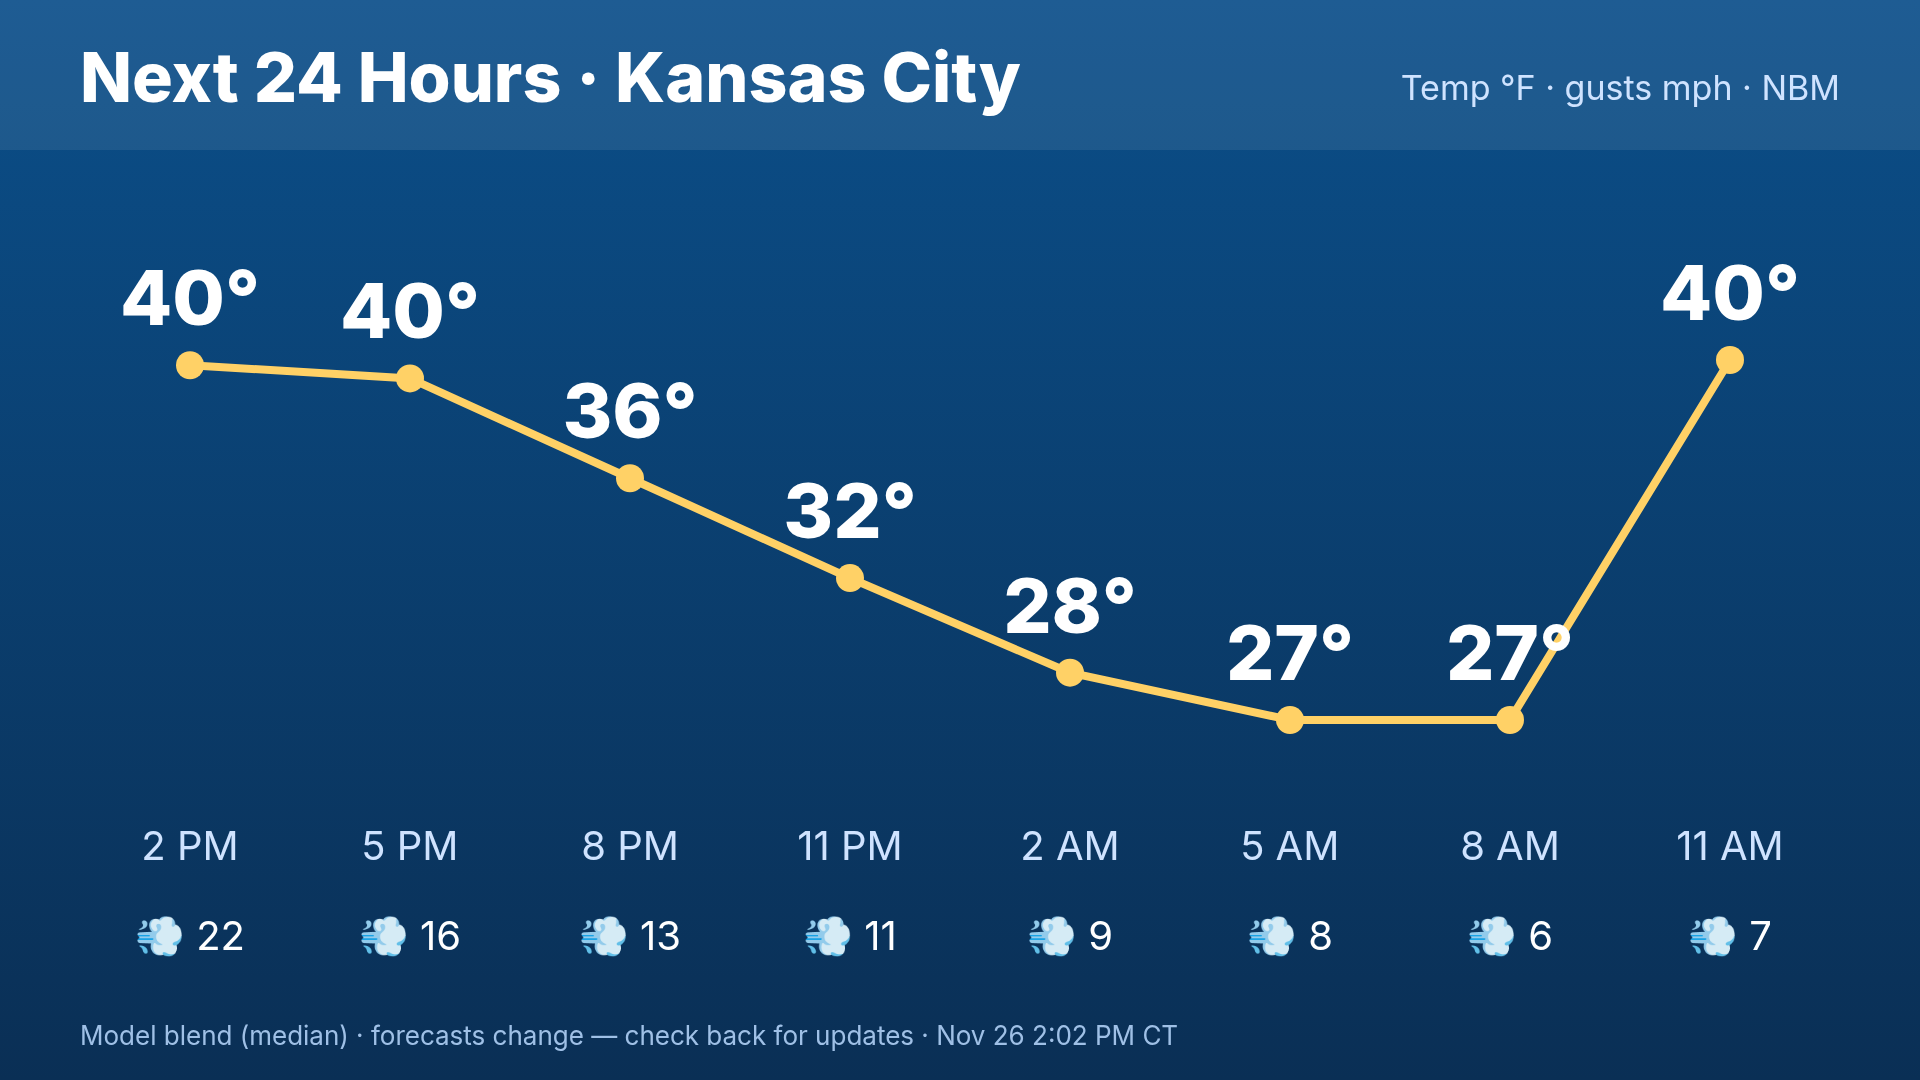 Next 24 Hours · Kansas City
Temp °F · gusts mph · NBM
40° 40° 36° 32° 28° 27° 27° 40°
2 PM 5 PM 8 PM 11 PM 2 AM 5 AM 8 AM 11 AM
💨 22 💨 16 💨 13 💨 11 💨 9 💨 8 💨 6 💨 7
Model blend (median) · forecasts change — check back for updates · Nov 26 2:02 PM CT